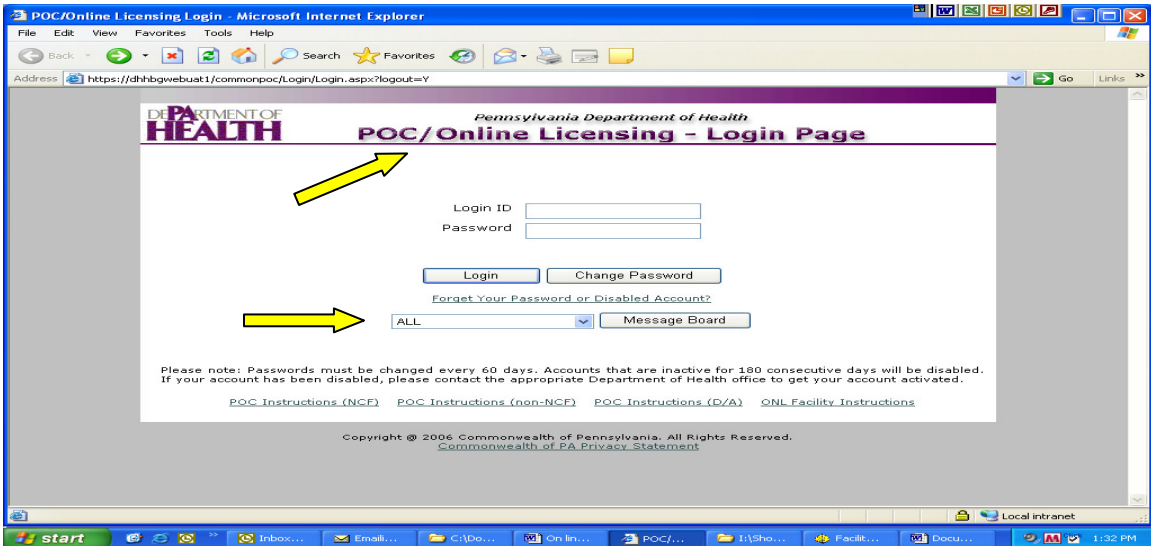 POC/Online Licensing Login - Microsoft Internet Explorer
File Edit View Favorites Tools Help
Back Search Favorites
Address https://dhhbgwebuat1/commonpoc/Login/Login.aspx?logout=Y Go Links »
DEPARTMENT OF
HEALTH
Pennsylvania Department of Health
POC/Online Licensing - Login Page
Login ID
Password
Login Change Password
Forget Your Password or Disabled Account?
ALL Message Board
Please note: Passwords must be changed every 60 days. Accounts that are inactive for 180 consecutive days will be disabled.
If your account has been disabled, please contact the appropriate Department of Health office to get your account activated.
POC Instructions (NCF) POC Instructions (non-NCF) POC Instructions (D/A) ONL Facility Instructions
Copyright @ 2006 Commonwealth of Pennsylvania. All Rights Reserved.
Commonwealth of PA Privacy Statement
Local intranet
start » Inbox... Emaili... C:\Do... On lin... POC/... I:\Sho... Facilit... Docu... 1:32 PM